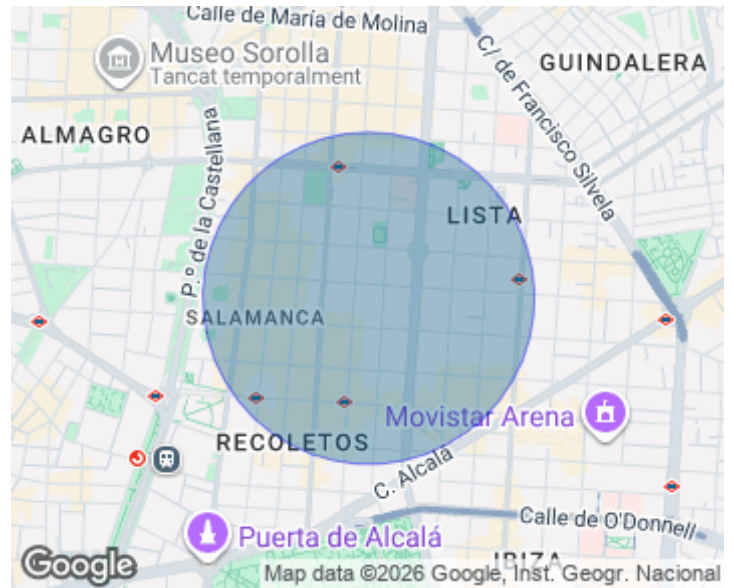 Calle de María de Molina
Museo Sorolla
Tancat temporalment
GUINDALERA
C/ de Francisco Silvela
ALMAGRO
P.º de la Castellana
LISTA
SALAMANCA
Movistar Arena
RECOLETOS
C. Alcalá
Calle de O'Donnell
Puerta de Alcalá
IBIZA
Google
Map data ©2026 Google, Inst. Geogr. Nacional